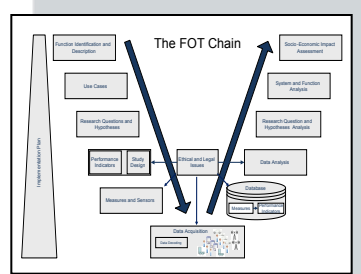 The FOT Chain
Function Identification and
Description
Socio-Economic Impact
Assessment
Use Cases
System and Function
Analysis
Research Questions and
Hypotheses
Research Question and
Hypotheses Analysis
Implementation Plan
Performance
Indicators
Study
Design
Ethical and Legal
Issues
Data Analysis
Database
Measures
Performance
Indicators
Measures and Sensors
Data Acquisition
Data Decoding